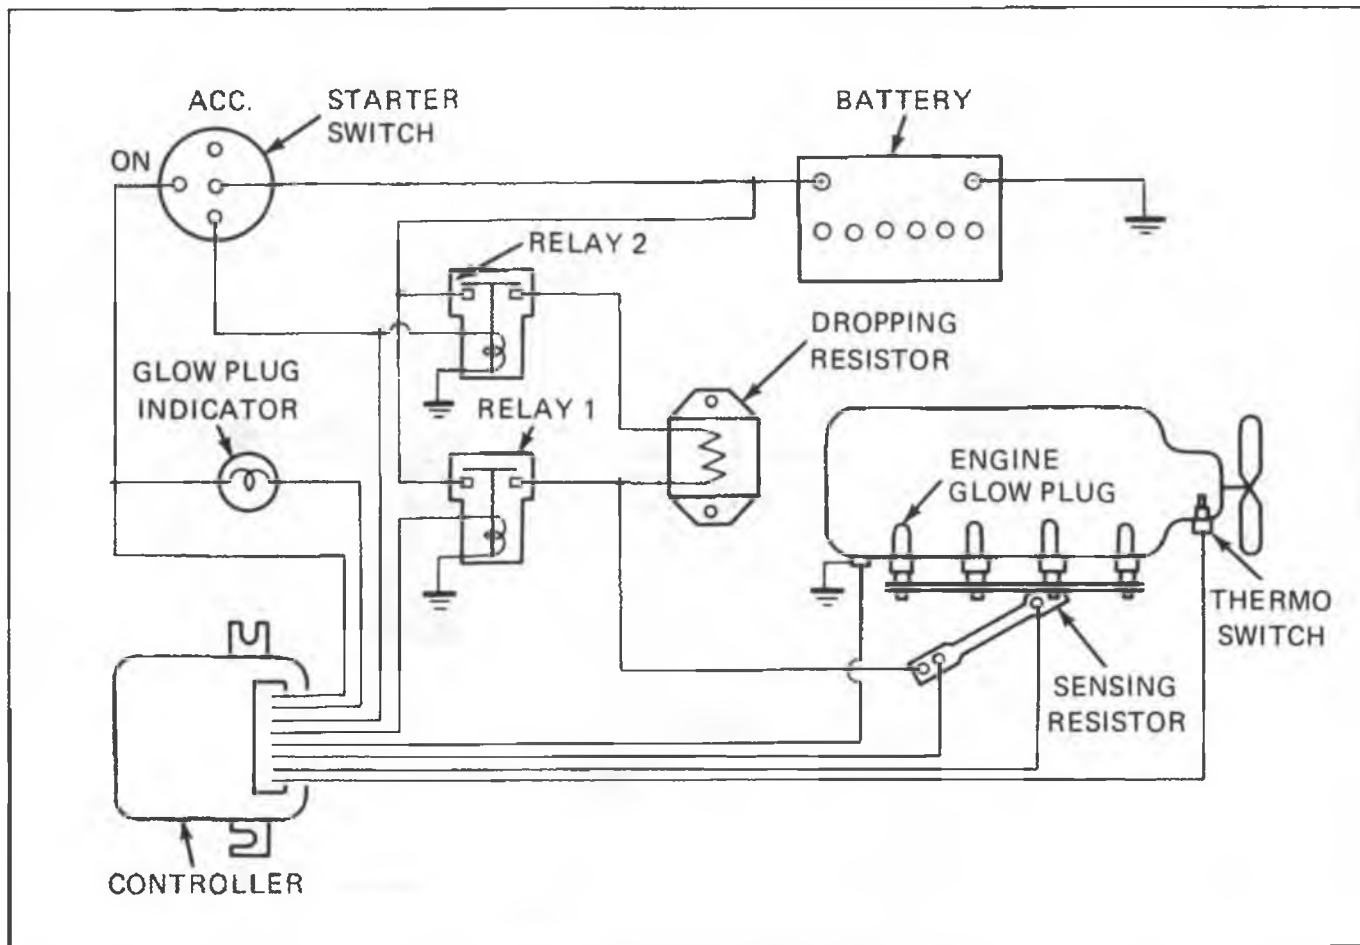 ACC.
STARTER
SWITCH
ON
BATTERY
RELAY 2
DROPPING
RESISTOR
GLOW PLUG
INDICATOR
RELAY 1
ENGINE
GLOW PLUG
THERMO
SWITCH
SENSING
RESISTOR
CONTROLLER